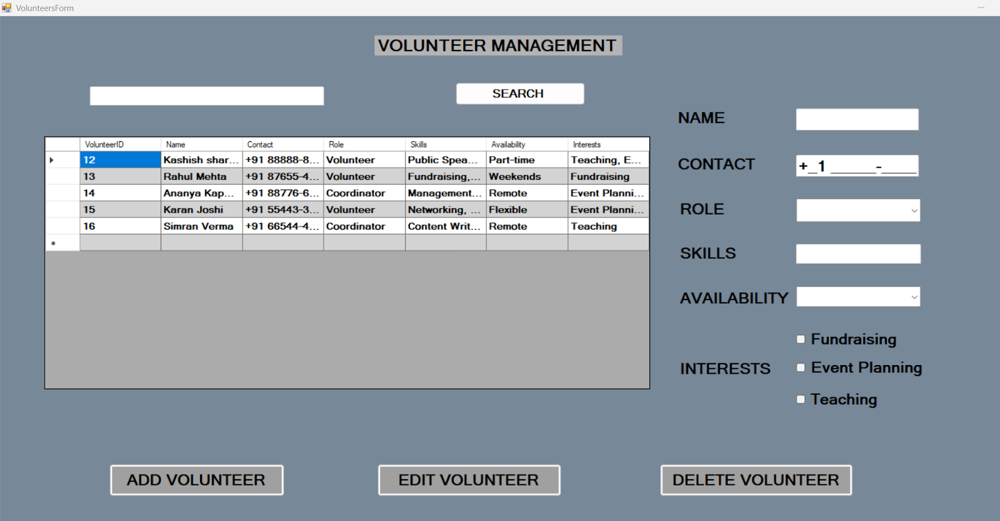 VolunteersForm
VOLUNTEER MANAGEMENT
SEARCH
VolunteerID Name Contact Role Skills Availability Interests
12 Kashish shar... +91 88888-8... Volunteer Public Spea... Part-time Teaching, E...
13 Rahul Mehta +91 87655-4... Volunteer Fundraising,... Weekends Fundraising
14 Ananya Kap... +91 88776-6... Coordinator Management... Remote Event Planni...
15 Karan Joshi +91 55443-3... Volunteer Networking, ... Flexible Event Planni...
16 Simran Verma +91 66544-4... Coordinator Content Writ... Remote Teaching
NAME
CONTACT +_1 _____-_____
ROLE
SKILLS
AVAILABILITY
INTERESTS
Fundraising
Event Planning
Teaching
ADD VOLUNTEER EDIT VOLUNTEER DELETE VOLUNTEER